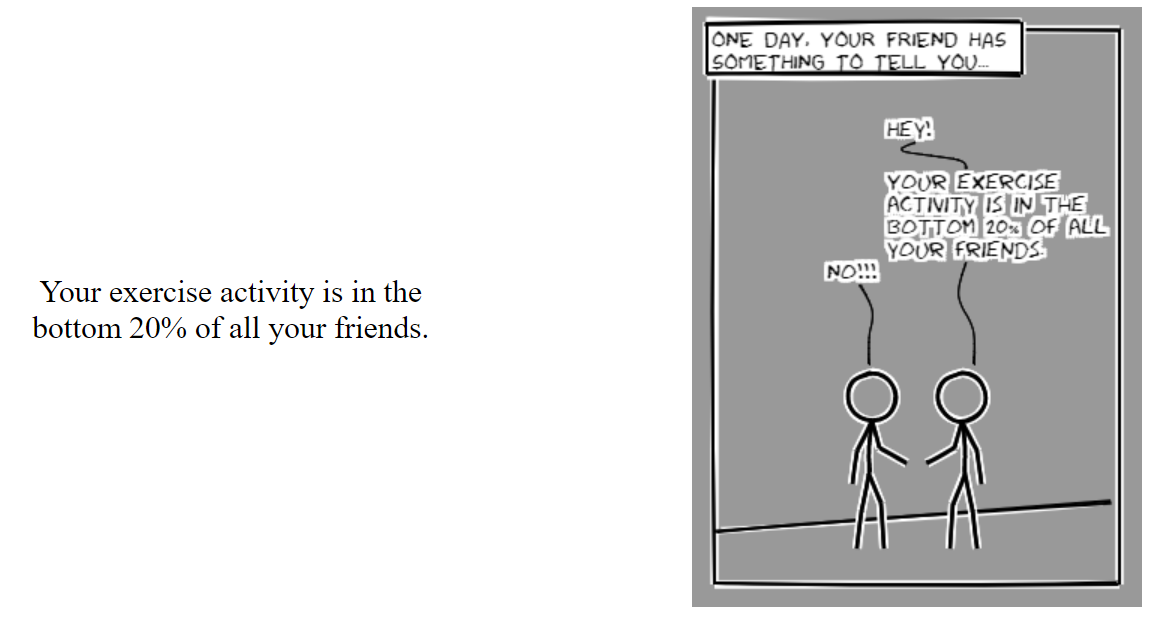 Your exercise activity is in the
bottom 20% of all your friends.
ONE DAY, YOUR FRIEND HAS
SOMETHING TO TELL YOU...
HEY!
YOUR EXERCISE
ACTIVITY IS IN THE
BOTTOM 20% OF ALL
YOUR FRIENDS.
NO!!!